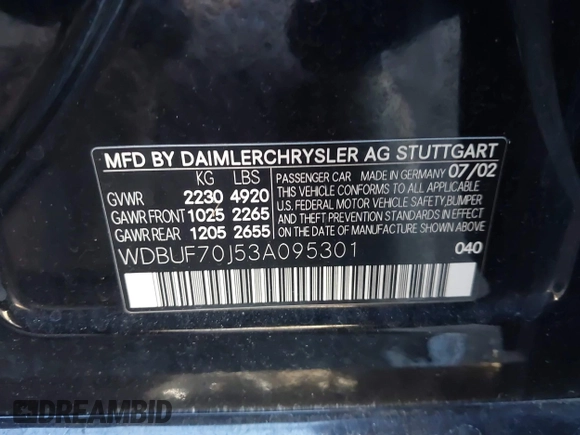 MFD BY DAIMLERCHRYSLER AG STUTTGART
KG LBS
GVWR 2230 4920
GAWR FRONT 1025 2265
GAWR REAR 1205 2655
PASSENGER CAR MADE IN GERMANY 07/02
THIS VEHICLE CONFORMS TO ALL APPLICABLE
U.S. FEDERAL MOTOR VEHICLE SAFETY, BUMPER
AND THEFT PREVENTION STANDARDS IN EFFECT
ON THE DATE OF MANUFACTURE SHOWN ABOVE.
WDBUF70J53A095301
040
DREAMBID